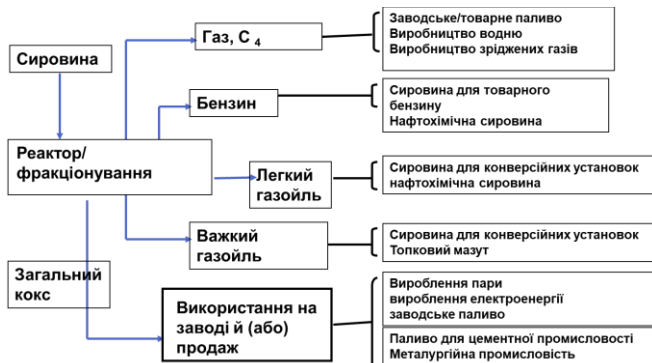 Сировина
Реактор/
фракціонування
Загальний
кокс
Газ, С 4
Заводське/товарне паливо
Виробництво водню
Виробництво зріджених газів
Бензин
Сировина для товарного
бензину
Нафтохімічна сировина
Легкий
газойль
Сировина для конверсійних установок
нафтохімічна сировина
Важкий
газойль
Сировина для конверсійних установок
Топковий мазут
Використання на
заводі й (або)
продаж
Вироблення пари
вироблення електроенергії
заводське паливо
Паливо для цементної промисловості
Металургійна промисловість